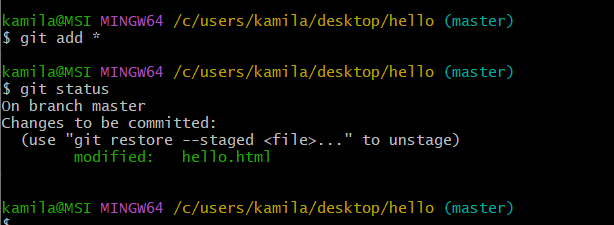 kamila@MSI MINGW64 /c/users/kamila/desktop/hello (master)
$ git add *
kamila@MSI MINGW64 /c/users/kamila/desktop/hello (master)
$ git status
On branch master
Changes to be committed:
  (use "git restore --staged <file>..." to unstage)
        modified:   hello.html
kamila@MSI MINGW64 /c/users/kamila/desktop/hello (master)
$